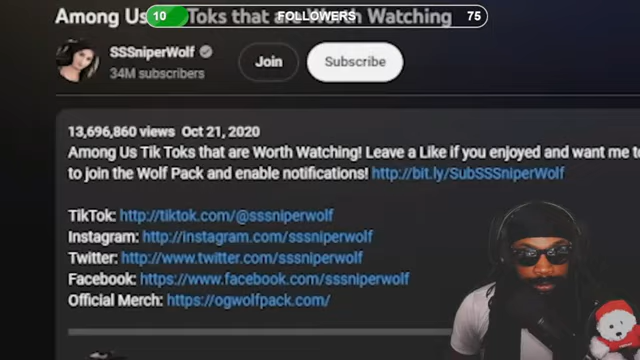 Among Us Toks that are Worth Watching
10 FOLLOWERS 75
SSSniperWolf
34M subscribers
Join
Subscribe
13,696,860 views Oct 21, 2020
Among Us Tik Toks that are Worth Watching! Leave a Like if you enjoyed and want me to
to join the Wolf Pack and enable notifications! http://bit.ly/SubSSSniperWolf
TikTok: http://tiktok.com/@sssniperwolf
Instagram: http://instagram.com/sssniperwolf
Twitter: http://www.twitter.com/sssniperwolf
Facebook: https://www.facebook.com/sssniperwolf
Official Merch: https://ogwolfpack.com/